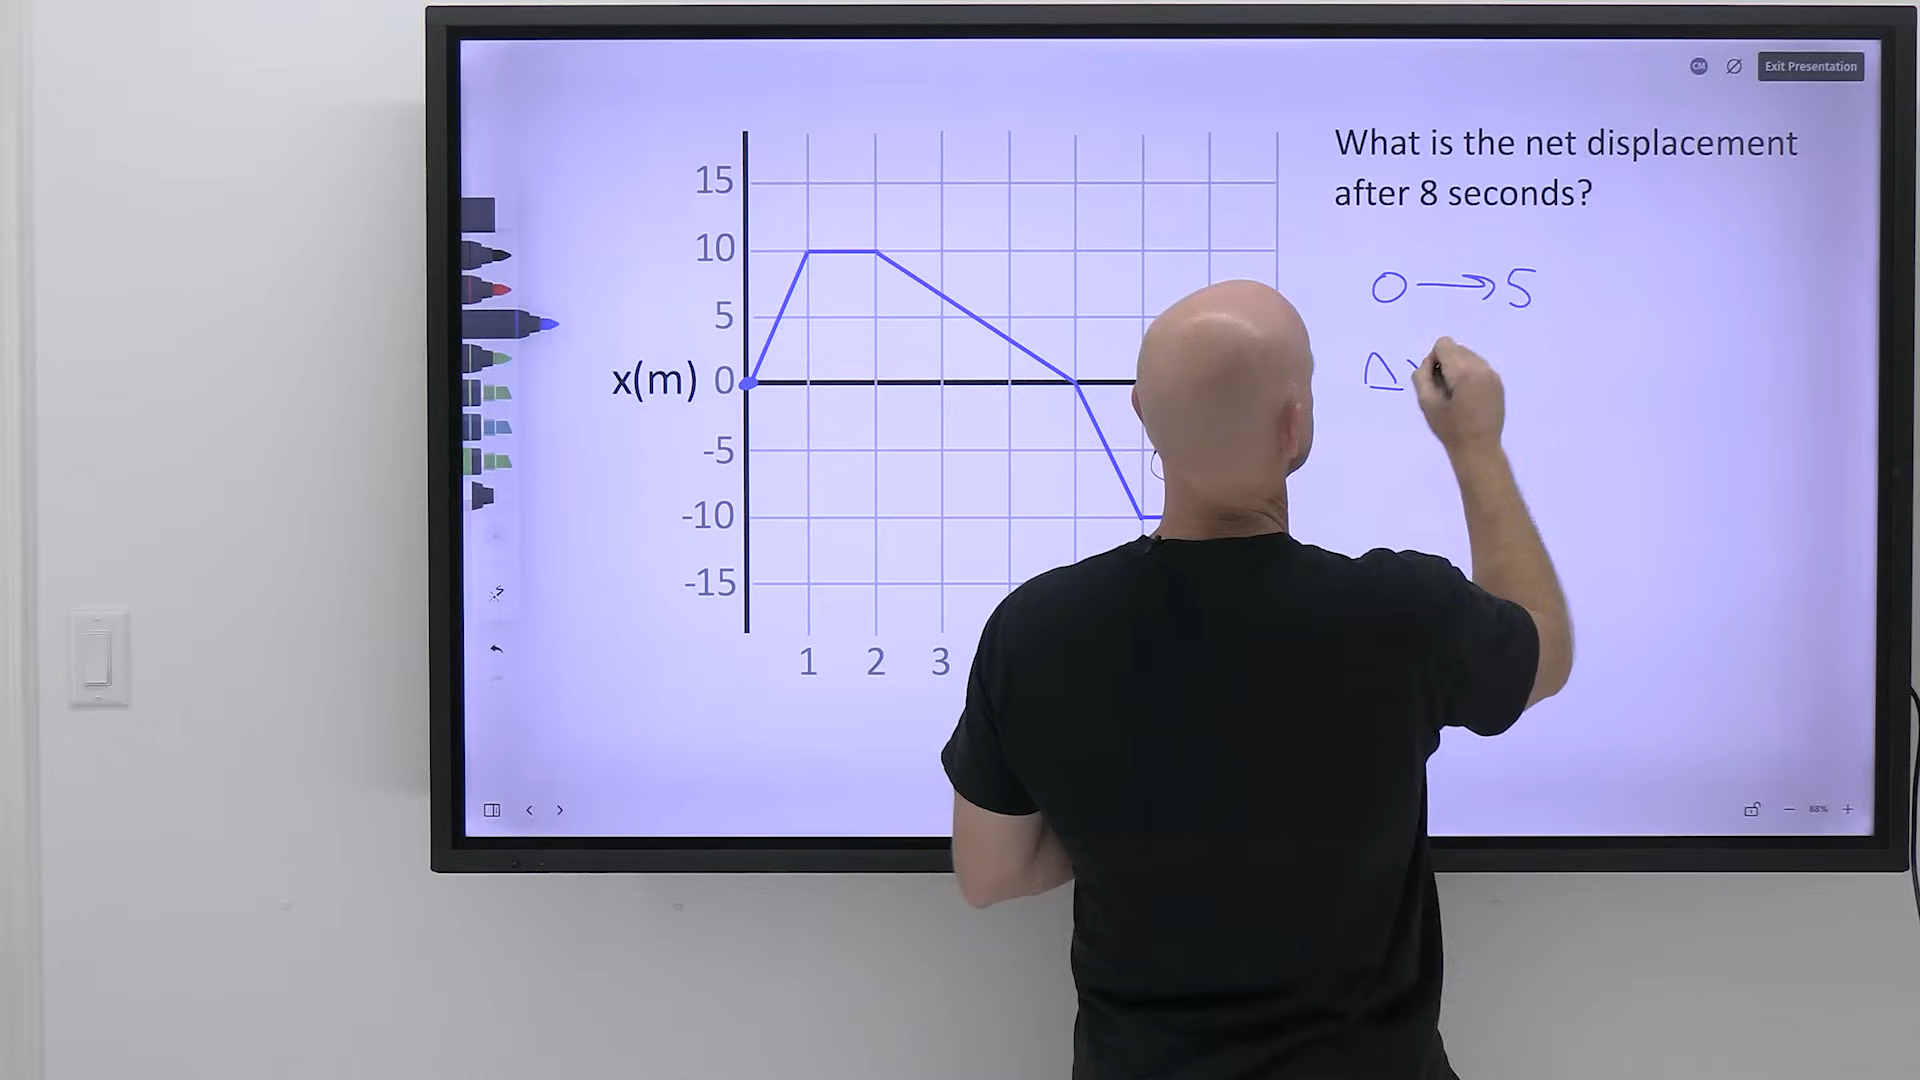 CM
Exit Presentation
What is the net displacement
after 8 seconds?
15
10
5
x(m) 0
-5
-10
-15
1 2 3
0 → 5
Δ
88%